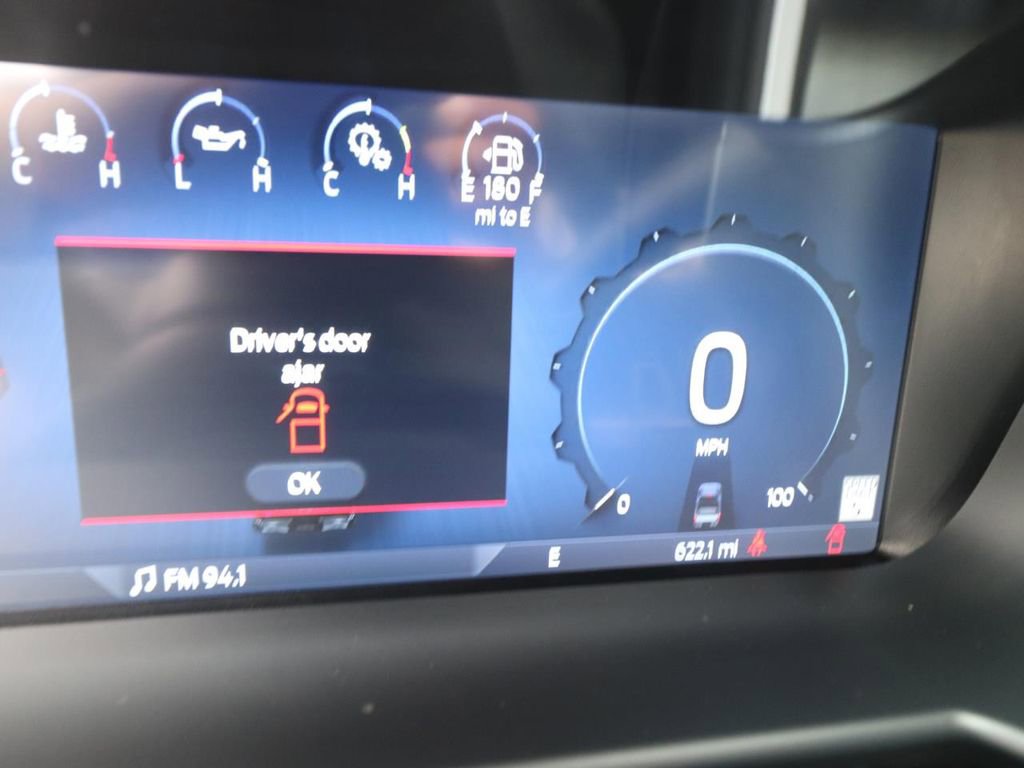 C H
L H
C H
E 180 F
mi to E
Driver's door
ajar
OK
0
MPH
0 100
FM 94.1
E
622.1 mi